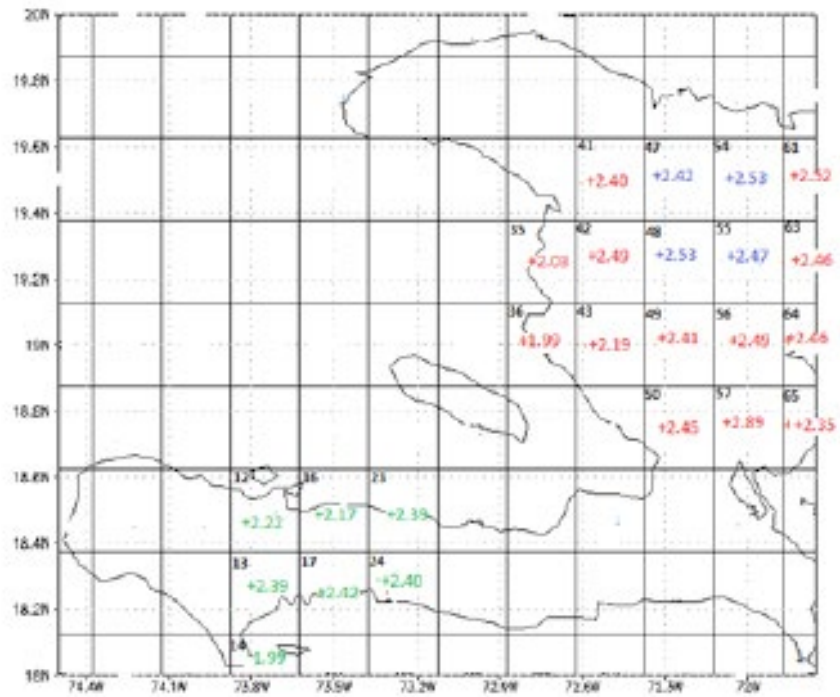 20N
19.8N
19.6N
41 47 54 61
+2.40 +2.42 +2.53 +2.52
19.4N
35 42 48 55 63
+2.03 +2.49 +2.53 +2.47 +2.46
19.2N
36 43 49 56 64
+1.99 +2.19 +2.41 +2.49 +2.46
19N
50 57 65
18.8N
+2.45 +2.89 +2.35
18.6N
12 16 21
+2.22 +2.17 +2.39
18.4N
13 17 24
+2.39 +2.42 +2.40
18.2N
14
1.99
18N
74.4W 74.1W 73.8W 73.5W 73.2W 72.9W 72.6W